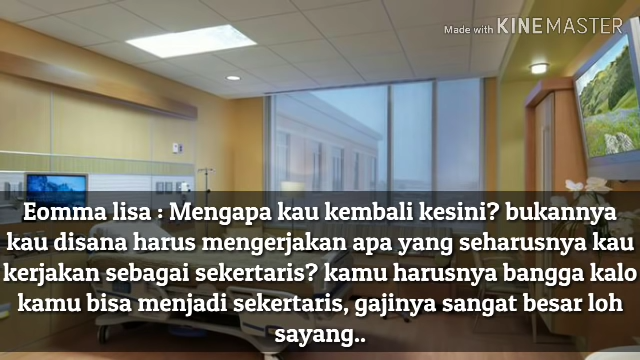 Made with KINEMASTER
Eomma lisa : Mengapa kau kembali kesini? bukannya
kau disana harus mengerjakan apa yang seharusnya kau
kerjakan sebagai sekertaris? kamu harusnya bangga kalo
kamu bisa menjadi sekertaris, gajinya sangat besar loh
sayang..